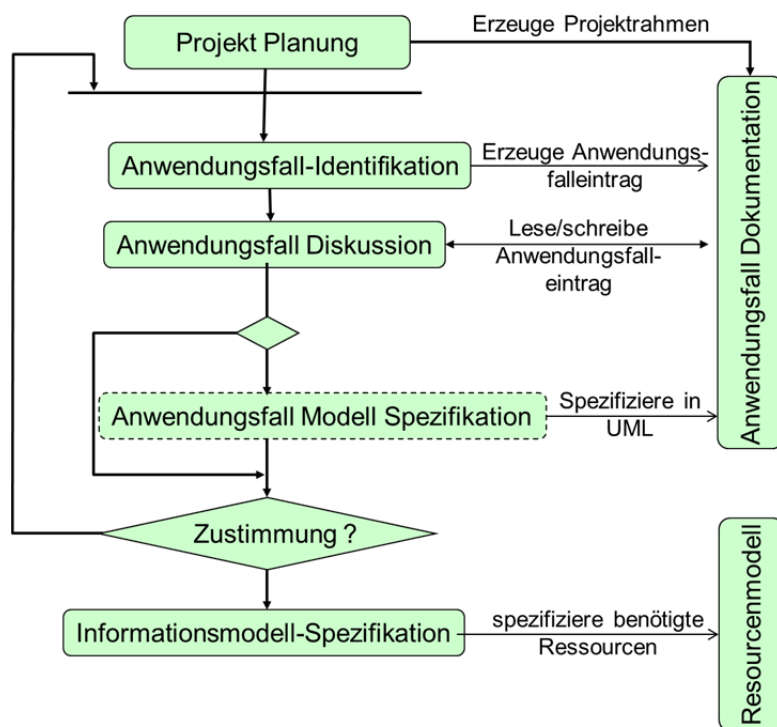 Projekt Planung
Erzeuge Projektrahmen
Anwendungsfall-Identifikation
Erzeuge Anwendungs-
falleintrag
Anwendungsfall Diskussion
Lese/schreibe
Anwendungsfall-
eintrag
Anwendungsfall Modell Spezifikation
Spezifiziere in
UML
Anwendungsfall Dokumentation
Zustimmung ?
Informationsmodell-Spezifikation
spezifiziere benötigte
Ressourcen
Resourcenmodell